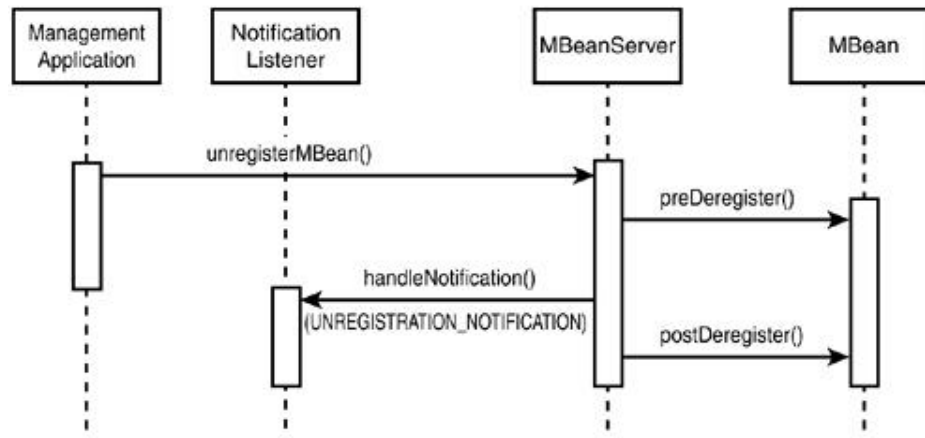 Management
Application
Notification
Listener
MBeanServer
MBean
unregisterMBean()
preDeregister()
handleNotification()
(UNREGISTRATION_NOTIFICATION)
postDeregister()